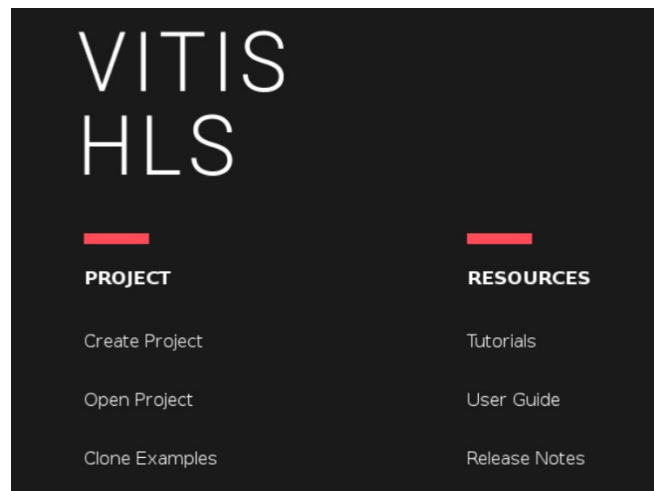 VITIS
HLS
PROJECT
Create Project
Open Project
Clone Examples
RESOURCES
Tutorials
User Guide
Release Notes